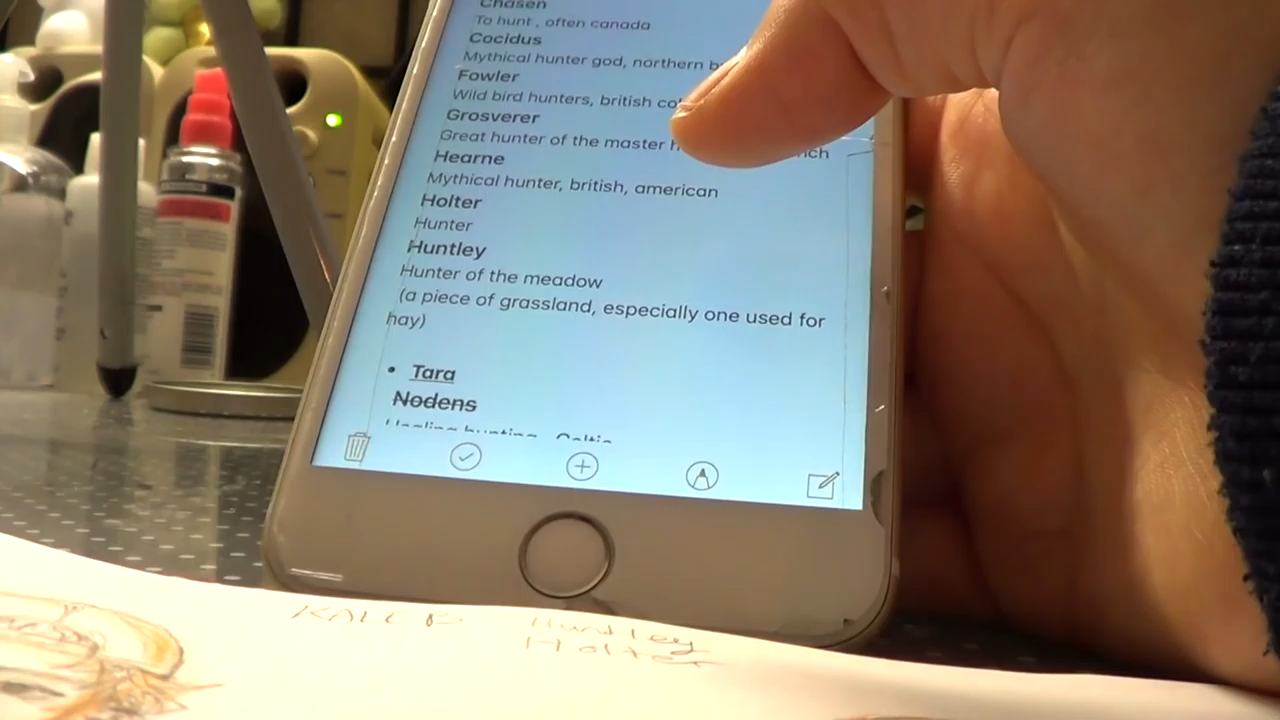 Chasen
To hunt , often canada
Cocidus
Mythical hunter god, northern
Fowler
Wild bird hunters, british
Grosverer
Great hunter of the master
Hearne
Mythical hunter, british, american
Holter
Hunter
Huntley
Hunter of the meadow
(a piece of grassland, especially one used for
hay)
• Tara
Nodens
KALEB Huntley
Holter